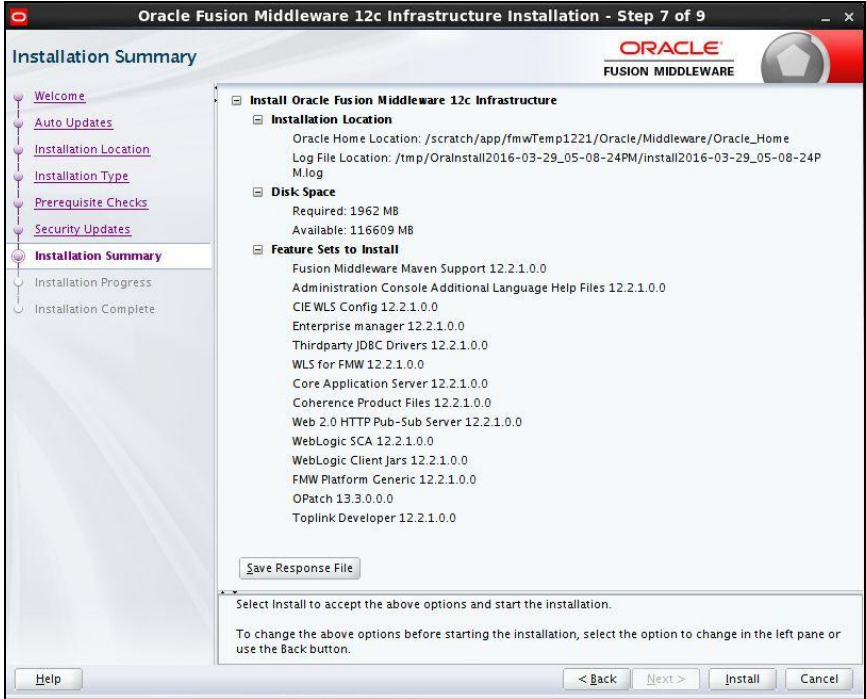 Oracle Fusion Middleware 12c Infrastructure Installation - Step 7 of 9
Installation Summary
ORACLE
FUSION MIDDLEWARE
Welcome
Auto Updates
Installation Location
Installation Type
Prerequisite Checks
Security Updates
Installation Summary
Installation Progress
Installation Complete
Install Oracle Fusion Middleware 12c Infrastructure
Installation Location
Oracle Home Location: /scratch/app/fmwTemp1221/Oracle/Middleware/Oracle_Home
Log File Location: /tmp/OraInstall2016-03-29_05-08-24PM/install2016-03-29_05-08-24P
M.log
Disk Space
Required: 1962 MB
Available: 116609 MB
Feature Sets to Install
Fusion Middleware Maven Support 12.2.1.0.0
Administration Console Additional Language Help Files 12.2.1.0.0
CIE WLS Config 12.2.1.0.0
Enterprise manager 12.2.1.0.0
Thirdparty JDBC Drivers 12.2.1.0.0
WLS for FMW 12.2.1.0.0
Core Application Server 12.2.1.0.0
Coherence Product Files 12.2.1.0.0
Web 2.0 HTTP Pub-Sub Server 12.2.1.0.0
WebLogic SCA 12.2.1.0.0
WebLogic Client Jars 12.2.1.0.0
FMW Platform Generic 12.2.1.0.0
OPatch 13.3.0.0.0
Toplink Developer 12.2.1.0.0
Save Response File
Select Install to accept the above options and start the installation.
To change the above options before starting the installation, select the option to change in the left pane or
use the Back button.
Help
< Back
Next >
Install
Cancel